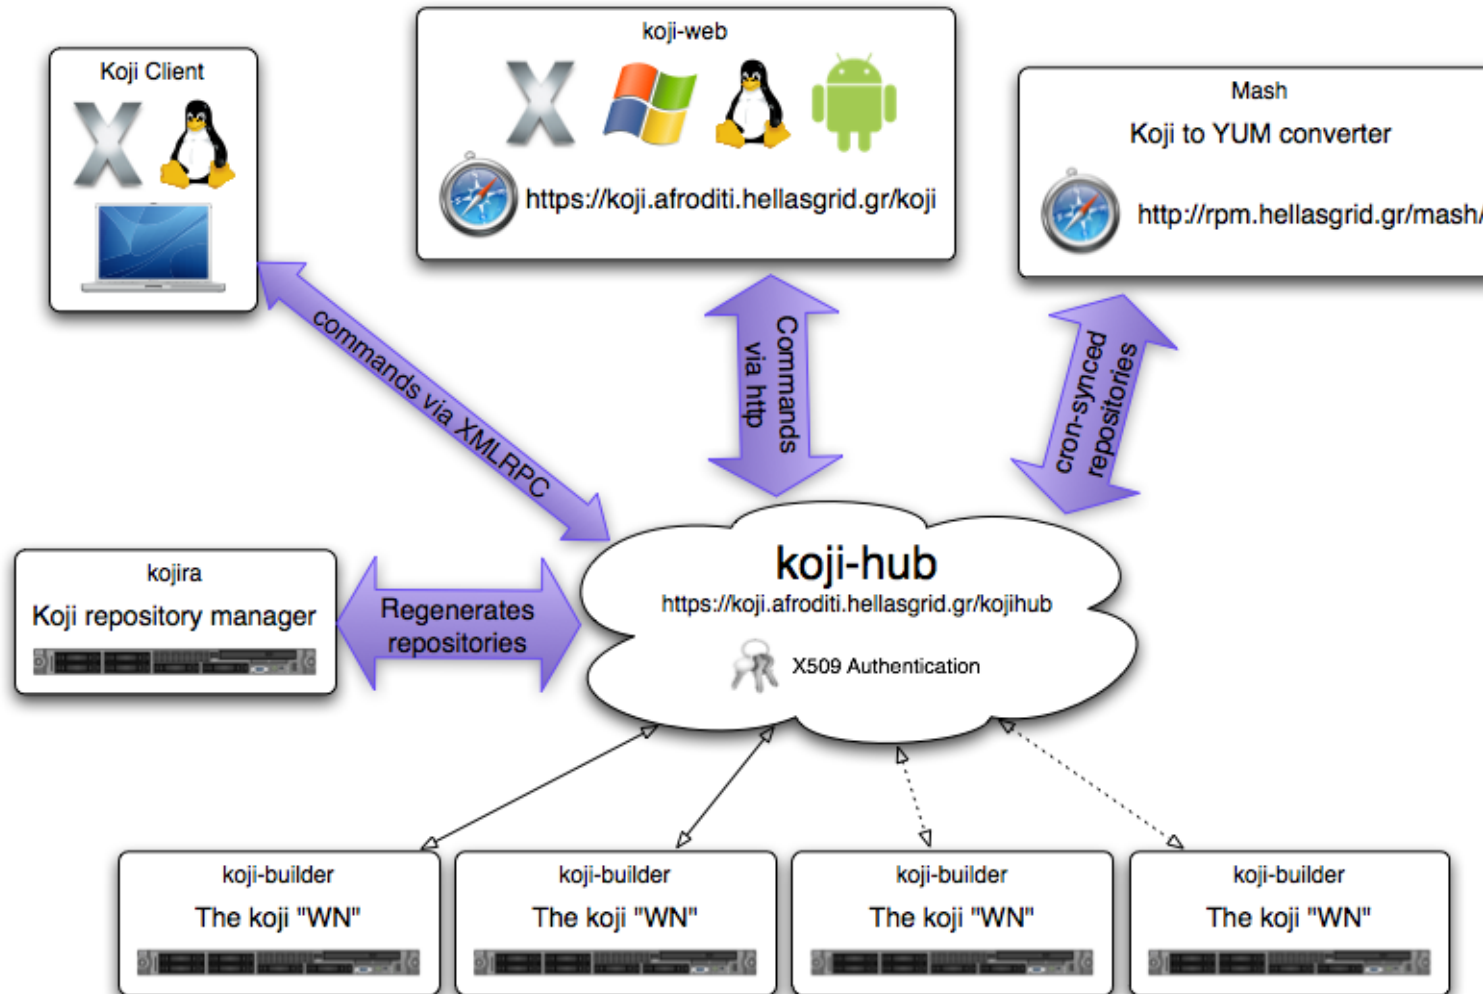 Koji Client
koji-web
https://koji.afroditi.hellasgrid.gr/koji
Mash
Koji to YUM converter
http://rpm.hellasgrid.gr/mash/
commands via XMLRPC
Commands
via http
cron-synced
repositories
kojira
Koji repository manager
Regenerates
repositories
koji-hub
https://koji.afroditi.hellasgrid.gr/kojihub
X509 Authentication
koji-builder
The koji "WN"
koji-builder
The koji "WN"
koji-builder
The koji "WN"
koji-builder
The koji "WN"